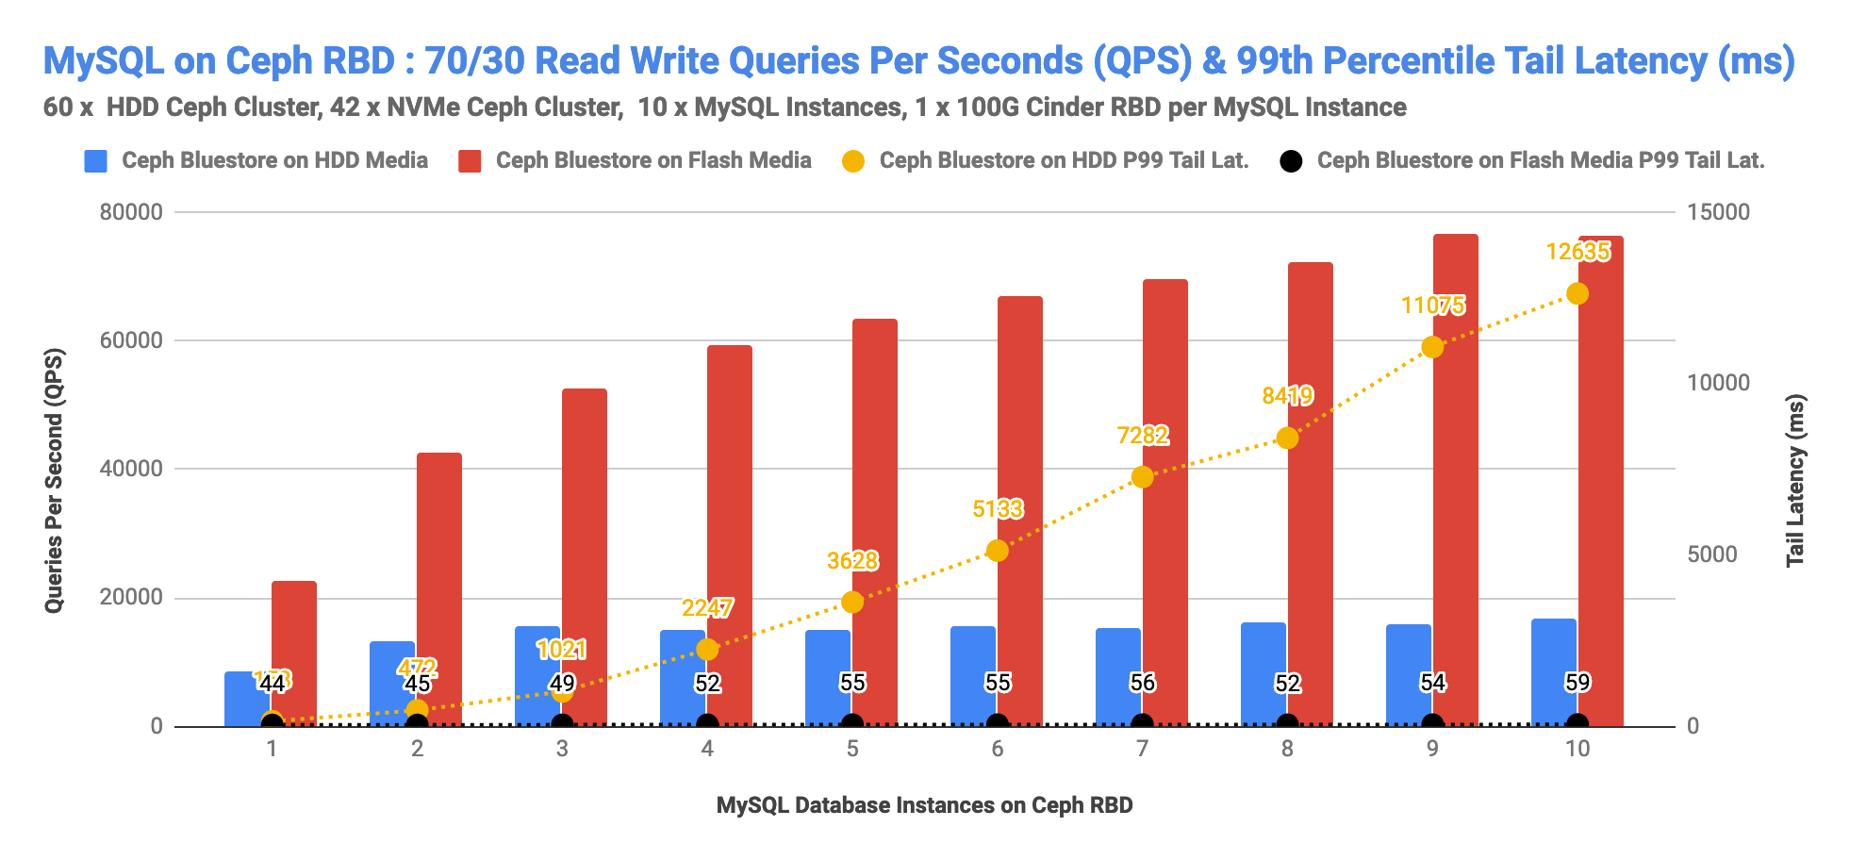 MySQL on Ceph RBD : 70/30 Read Write Queries Per Seconds (QPS) & 99th Percentile Tail Latency (ms)
60 x HDD Ceph Cluster, 42 x NVMe Ceph Cluster, 10 x MySQL Instances, 1 x 100G Cinder RBD per MySQL Instance
Ceph Bluestore on HDD Media Ceph Bluestore on Flash Media Ceph Bluestore on HDD P99 Tail Lat. Ceph Bluestore on Flash Media P99 Tail Lat.
80000 15000
12635
11075
60000
10000
8419
7282
40000
5133
5000
3628
20000
2247
1021
472
44 45 49 52 55 55 56 52 54 59
0 0
1 2 3 4 5 6 7 8 9 10
Queries Per Second (QPS)
Tail Latency (ms)
MySQL Database Instances on Ceph RBD